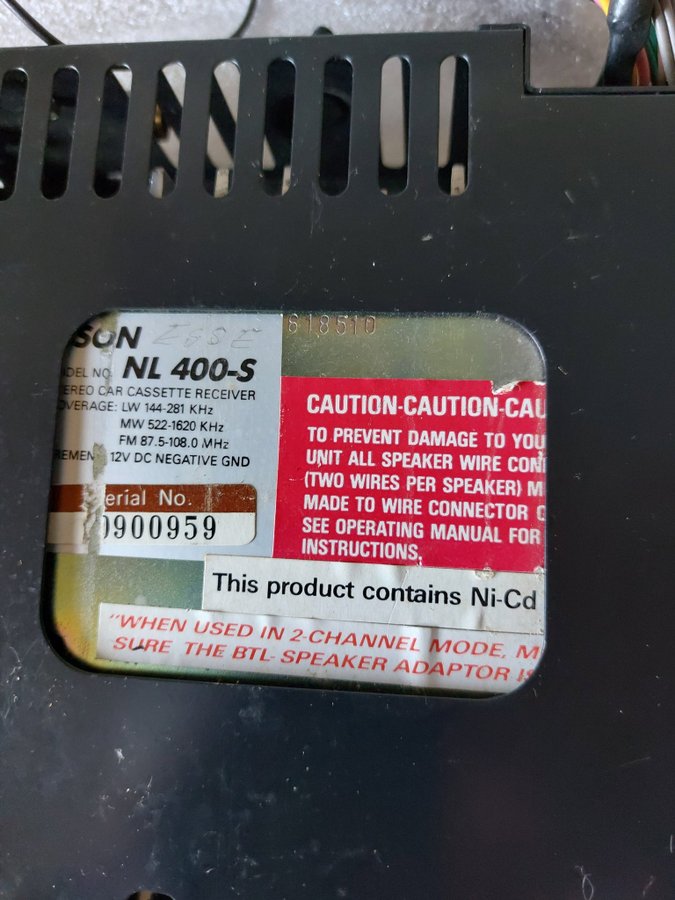 SON
618510
ODEL NO. NL 400-S
TEREO CAR CASSETTE RECEIVER
OVERAGE: LW 144-281 KHz
MW 522-1620 KHz
FM 87.5-108.0 MHz
REMEN 12V DC NEGATIVE GND
erial No.
0900959
CAUTION-CAUTION-CAU
TO PREVENT DAMAGE TO YOU
UNIT ALL SPEAKER WIRE CON
(TWO WIRES PER SPEAKER) M
MADE TO WIRE CONNECTOR
SEE OPERATING MANUAL FOR
INSTRUCTIONS.
This product contains Ni-Cd
"WHEN USED IN 2-CHANNEL MODE, M
SURE THE BTL-SPEAKER ADAPTOR IS